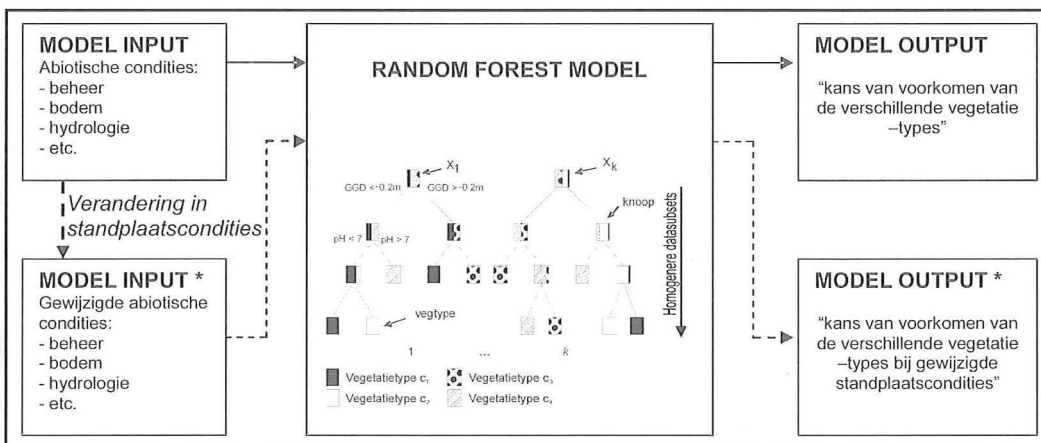 MODEL INPUT
Abiotische condities:
- beheer
- bodem
- hydrologie
- etc.
Verandering in
standplaatscondities
MODEL INPUT *
Gewijzigde abiotische
condities:
- beheer
- bodem
- hydrologie
- etc.
RANDOM FOREST MODEL
X1
Xk
GGD <-0.2m
GGD >-0.2m
knoop
pH < 7
pH > 7
vegtype
1
...
k
Homogenere datasubsets
Vegetatietype c1
Vegetatietype c3
Vegetatietype c2
Vegetatietype c4
MODEL OUTPUT
“kans van voorkomen van
de verschillende vegetatie
–types”
MODEL OUTPUT *
“kans van voorkomen van
de verschillende vegetatie
–types bij gewijzigde
standplaatscondities”